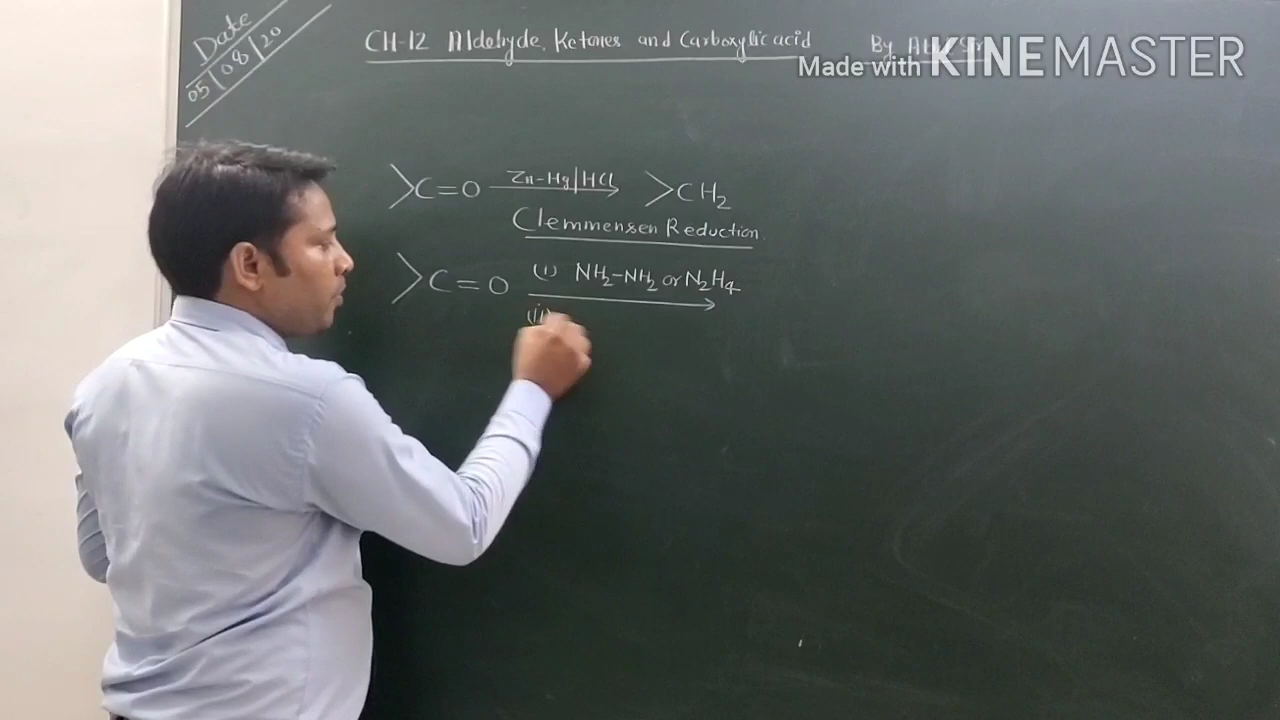 Date
05/08/20
CH-12 Aldehyde, Ketones and Carboxylic acid By
Made with KINEMASTER
>C=O Zn-Hg|HCl >CH₂
Clemmensen Reduction.
>C=O (i) NH₂-NH₂ or N₂H₄
(ii)